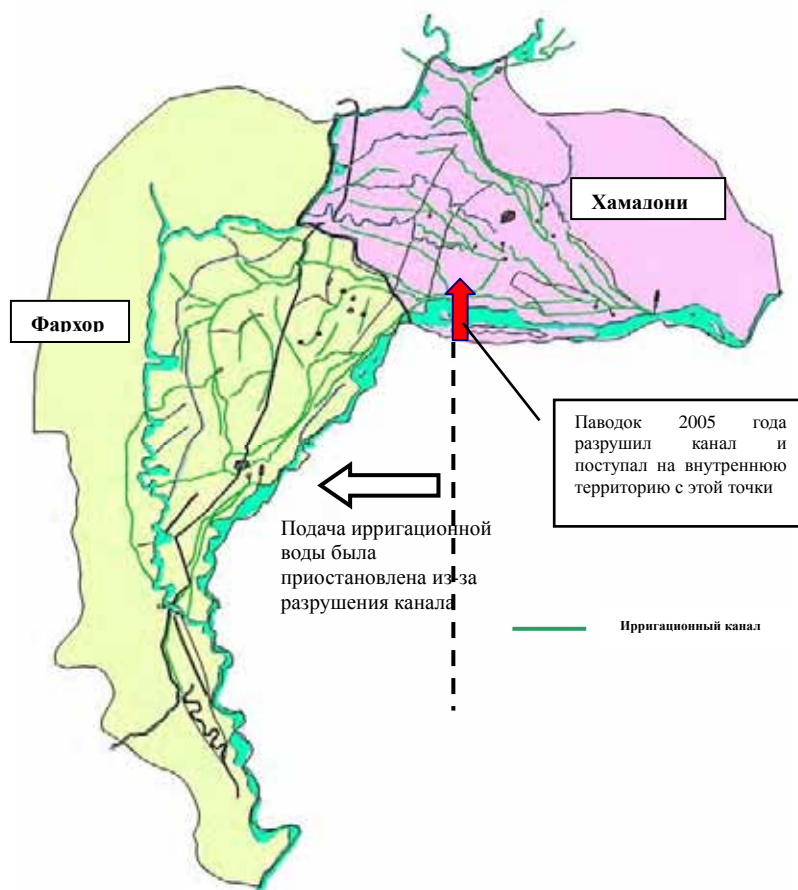 Хамадони
Фархор
Паводок 2005 года
разрушил канал и
поступал на внутреннюю
территорию с этой точки
Подача ирригационной
воды была
приостановлена из-за
разрушения канала
Ирригационный канал